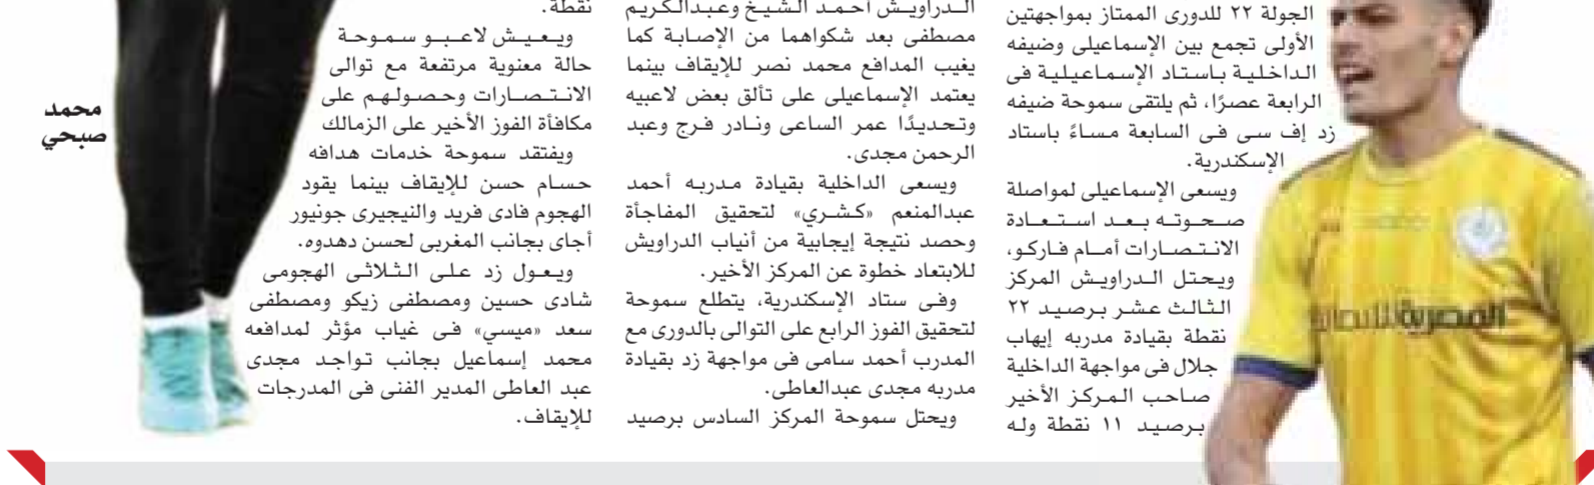 الجولة ٢٢ للدورى الممتاز بمواجهتين
الأولى تجمع بين الإسماعيلى وضيفه
الداخلية باستاد الإسماعيلية فى
الرابعة عصرًا، ثم يلتقى سموحة ضيفه
زد إف سى فى السابعة مساءً باستاد
الإسكندرية.
ويسعى الإسماعيلى لمواصلة
صحوته بعد استعادة
الانتصارات أمام فاركو،
ويحتل الدراويش المركز
الثالث عشر برصيد ٢٢
نقطة بقيادة مدربه إيهاب
جلال فى مواجهة الداخلية
صاحب المركز الأخير
برصيد ١١ نقطة وله
الدراويش أحمد الشيخ وعبدالكريم
مصطفى بعد شكواهما من الإصابة كما
يغيب المدافع محمد نصر للإيقاف بينما
يعتمد الإسماعيلى على تألق بعض لاعبيه
وتحديدًا عمر الساعى ونادر فرج وعبد
الرحمن مجدى.
ويسعى الداخلية بقيادة مدربه أحمد
عبدالمنعم «كشري» لتحقيق المفاجأة
وحصد نتيجة إيجابية من أنياب الدراويش
للابتعاد خطوة عن المركز الأخير.
وفى ستاد الإسكندرية، يتطلع سموحة
لتحقيق الفوز الرابع على التوالى بالدورى مع
المدرب أحمد سامى فى مواجهة زد بقيادة
مدربه مجدى عبدالعاطى.
ويحتل سموحة المركز السادس برصيد
نقطة.
ويعيش لاعبو سموحة
حالة معنوية مرتفعة مع توالى
الانتصارات وحصولهم على
مكافأة الفوز الأخير على الزمالك
ويفتقد سموحة خدمات هدافه
حسام حسن للإيقاف بينما يقود
الهجوم فادى فريد والنيجيرى جونيور
أجاى بجانب المغربى لحسن دهدوه.
ويعول زد على الثلاثى الهجومى
شادى حسين ومصطفى زيكو ومصطفى
سعد «ميسي» فى غياب مؤثر لمدافعه
محمد إسماعيل بجانب تواجد مجدى
عبد العاطى المدير الفنى فى المدرجات
للإيقاف.
محمد
صبحي
المصرية للاتصالات